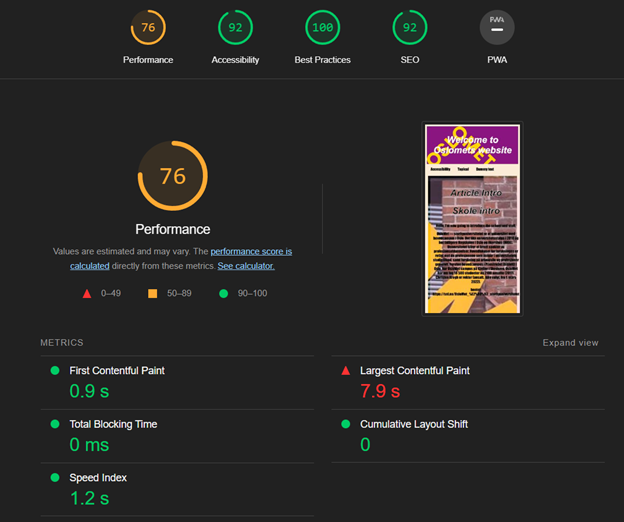 76
92
100
92
PWA
Performance
Accessibility
Best Practices
SEO
PWA
76
Performance
Values are estimated and may vary. The performance score is
calculated directly from these metrics. See calculator.
0–49
50–89
90–100
Welcome to
website
Accessibility
Article Intro
Skole intro
METRICS
Expand view
First Contentful Paint
0.9 s
Largest Contentful Paint
7.9 s
Total Blocking Time
0 ms
Cumulative Layout Shift
0
Speed Index
1.2 s